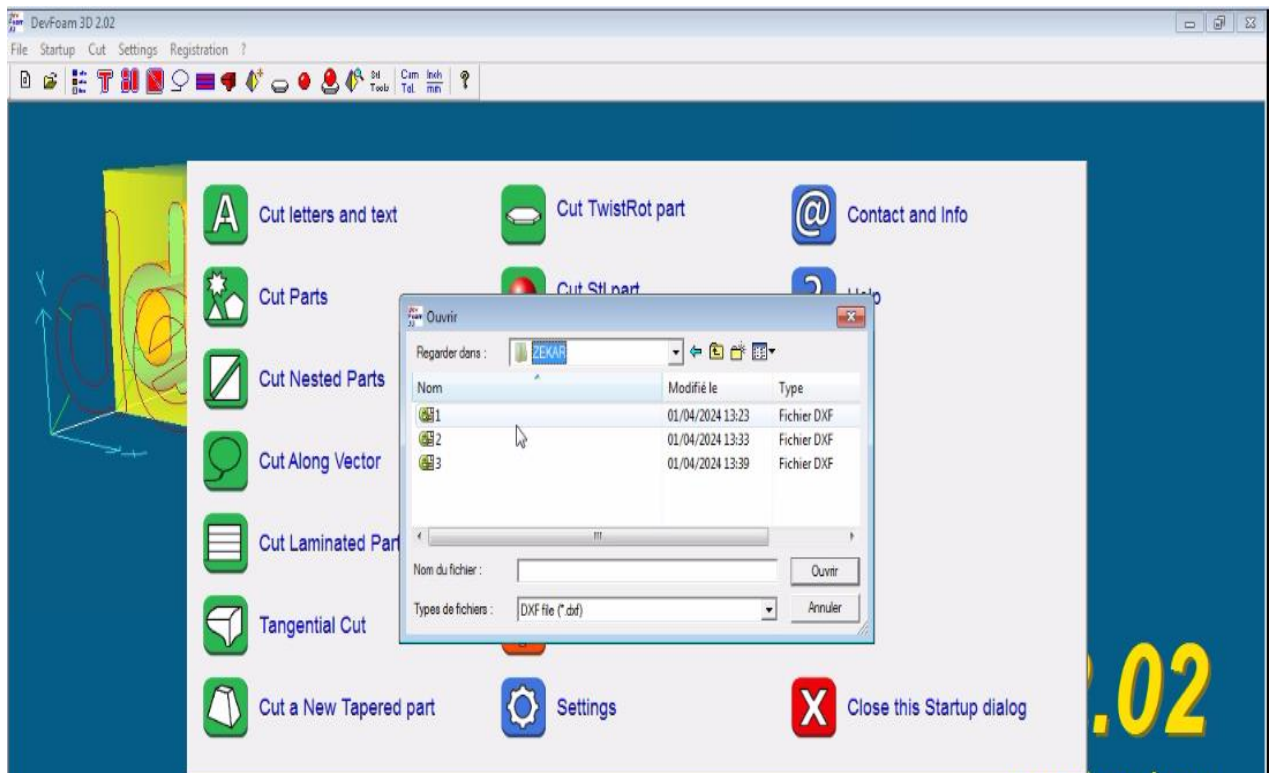 DevFoam 3D 2.02
File Startup Cut Settings Registration ?
Stl Tools Cam Tal. Inch mm ?
Cut letters and text
Cut TwistRot part
@ Contact and Info
Cut Parts
Cut Stl part
Help
Cut Nested Parts
Cut Along Vector
Cut Laminated Part
Tangential Cut
Cut a New Tapered part
Settings
X Close this Startup dialog
Ouvrir
Regarder dans : ZEKAR
Nom Modifié le Type
1 01/04/2024 13:23 Fichier DXF
2 01/04/2024 13:33 Fichier DXF
3 01/04/2024 13:39 Fichier DXF
Nom du fichier : Ouvrir
Types de fichiers : DXF file (*.dxf) Annuler
.02